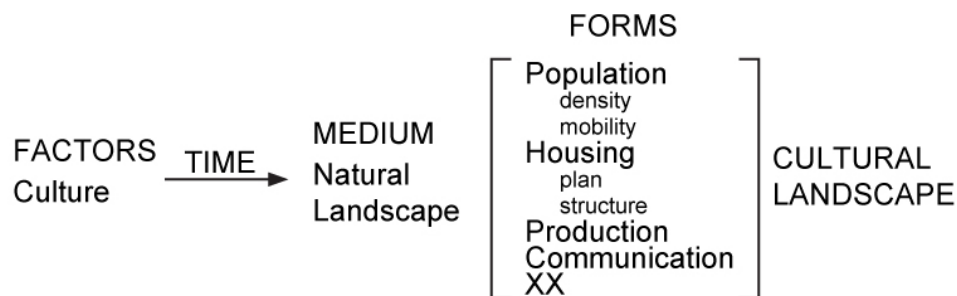 FACTORS
Culture
TIME
MEDIUM
Natural
Landscape
FORMS
Population
density
mobility
Housing
plan
structure
Production
Communication
XX
CULTURAL
LANDSCAPE